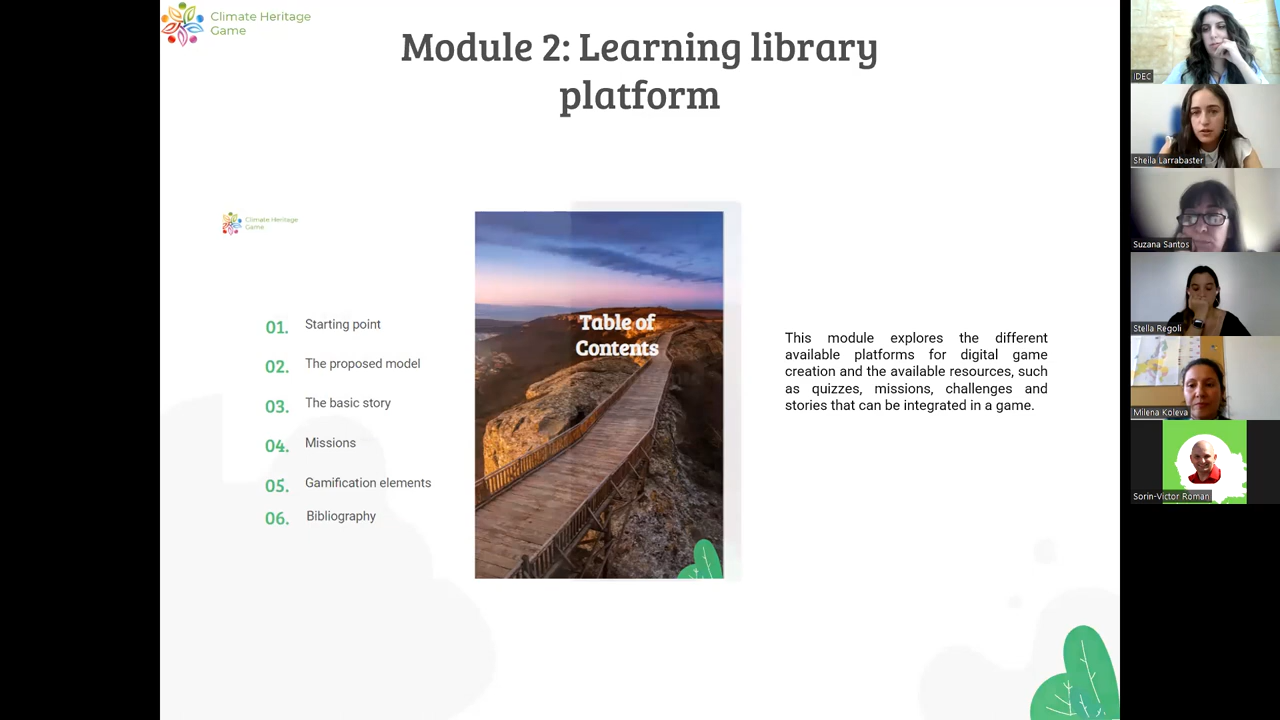 Climate Heritage
Game
Module 2: Learning library
platform
Climate Heritage
Game
01. Starting point
02. The proposed model
03. The basic story
04. Missions
05. Gamification elements
06. Bibliography
Table of
Contents
This module explores the different
available platforms for digital game
creation and the available resources, such
as quizzes, missions, challenges and
stories that can be integrated in a game.
IDEC
Sheila Larrabaster
Suzana Santos
Stella Regoli
Milena Koleva
Sorin-Victor Roman